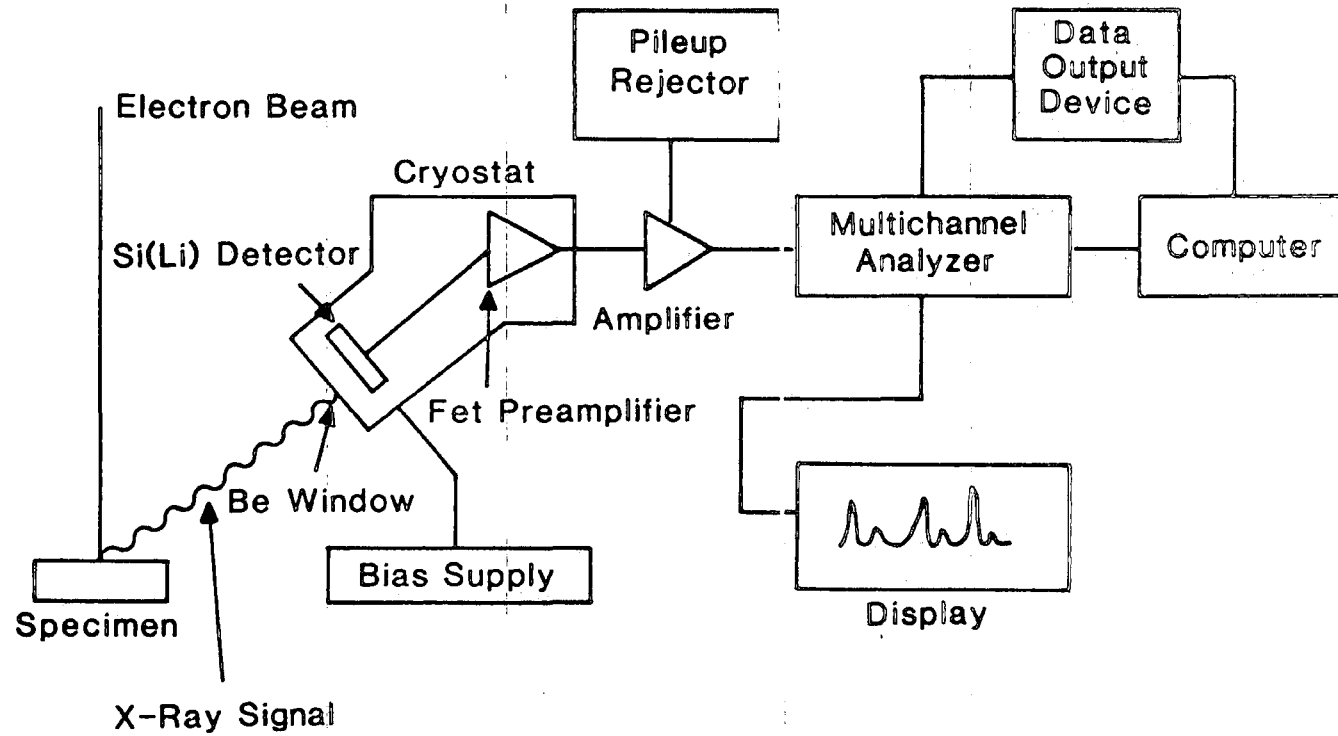 Pileup
Rejector
Data
Output
Device
Electron Beam
Cryostat
Multichannel
Analyzer
Computer
Si(Li) Detector
Amplifier
Fet Preamplifier
Be Window
Bias Supply
Specimen
Display
X-Ray Signal